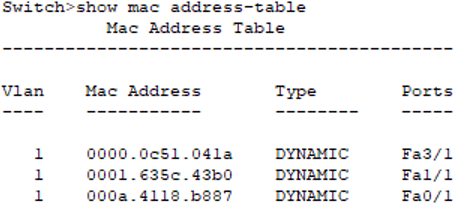 Switch>show mac address-table
Mac Address Table
-------------------------------------------
Vlan Mac Address Type Ports
---- ----------- -------- -----
1 0000.0c51.041a DYNAMIC Fa3/1
1 0001.635c.43b0 DYNAMIC Fa1/1
1 000a.4118.b887 DYNAMIC Fa0/1